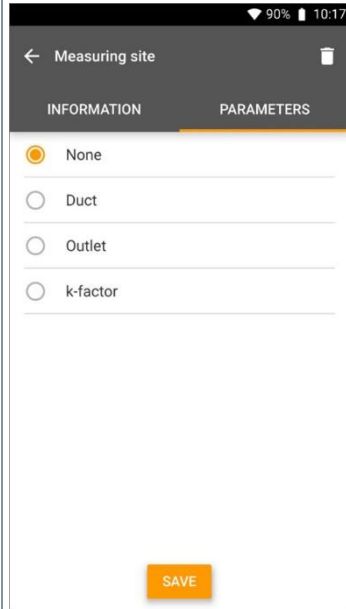 90% 10:17
Measuring site
INFORMATION PARAMETERS
None
Duct
Outlet
k-factor
SAVE